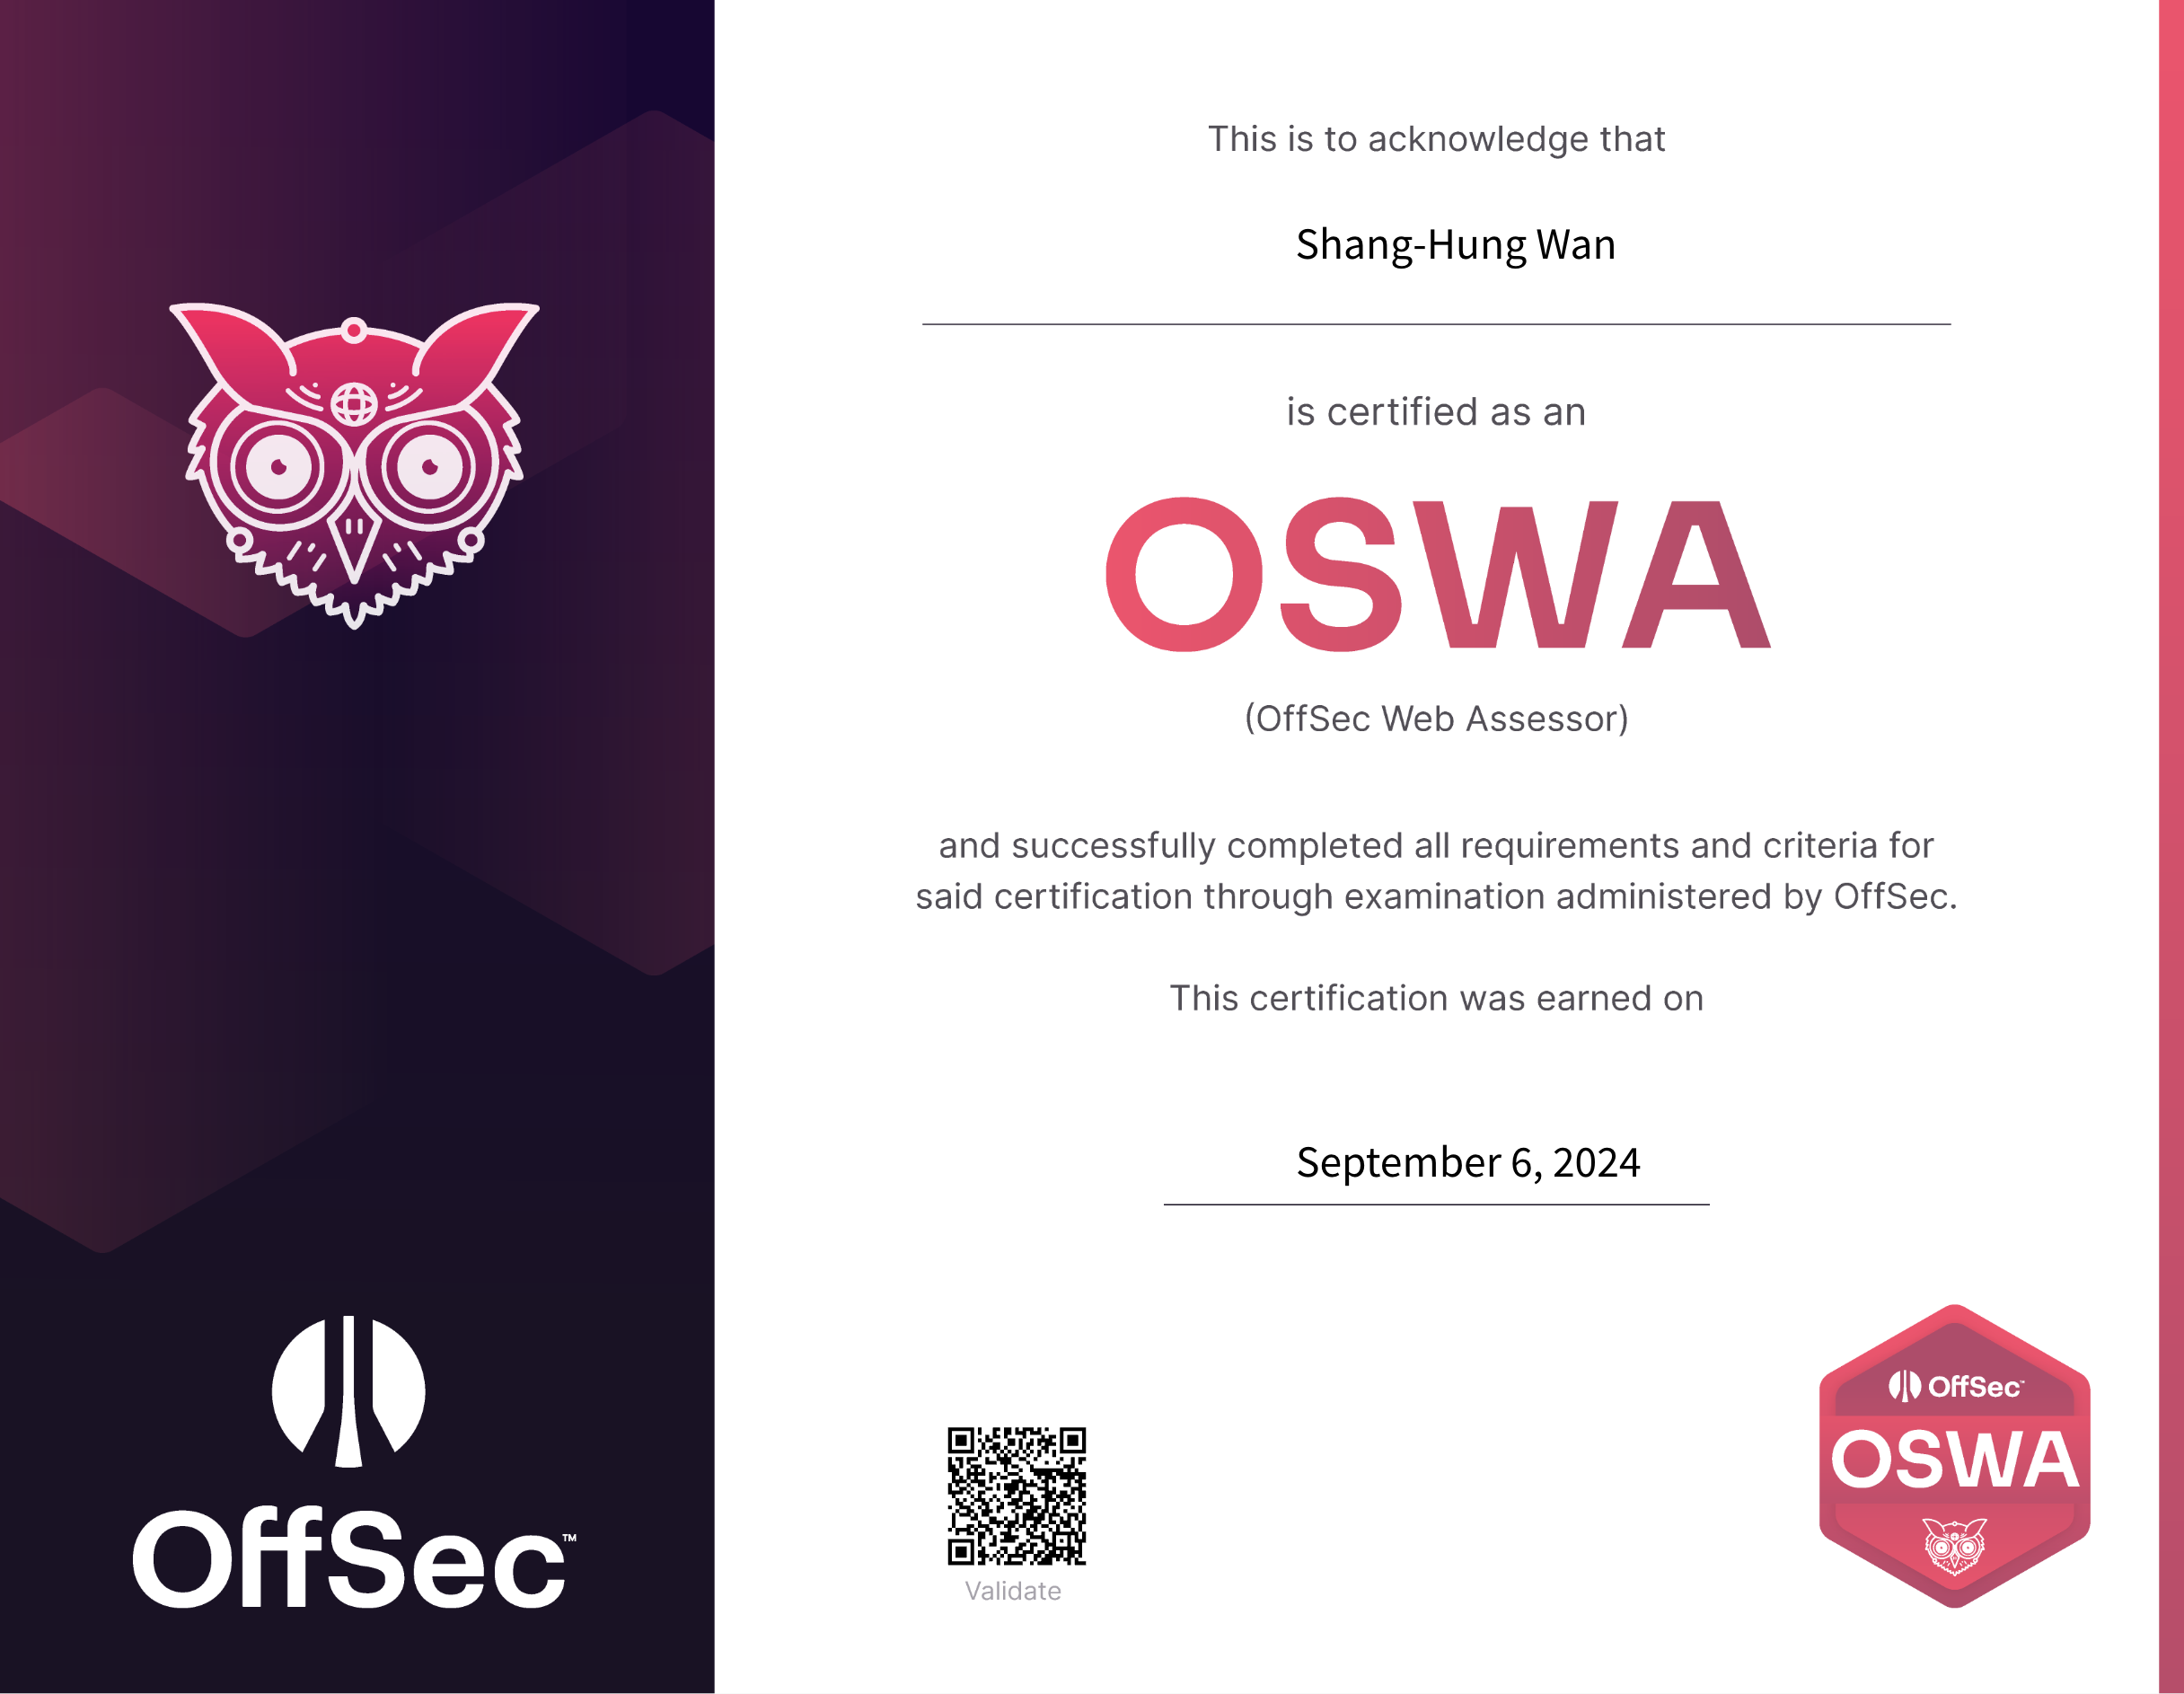 This is to acknowledge that
Shang-Hung Wan
is certified as an
OSWA
(OffSec Web Assessor)
and successfully completed all requirements and criteria for
said certification through examination administered by OffSec.
This certification was earned on
September 6, 2024
OffSec™
Validate
OffSec™
OSWA